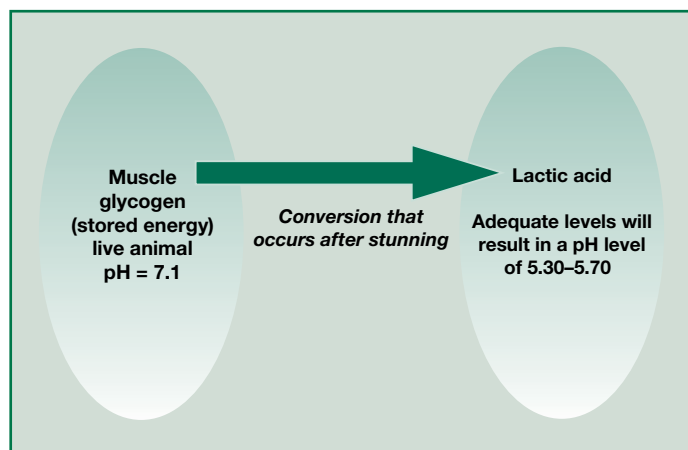 Muscle
glycogen
(stored energy)
live animal
pH = 7.1
Conversion that
occurs after stunning
Lactic acid
Adequate levels will
result in a pH level
of 5.30–5.70